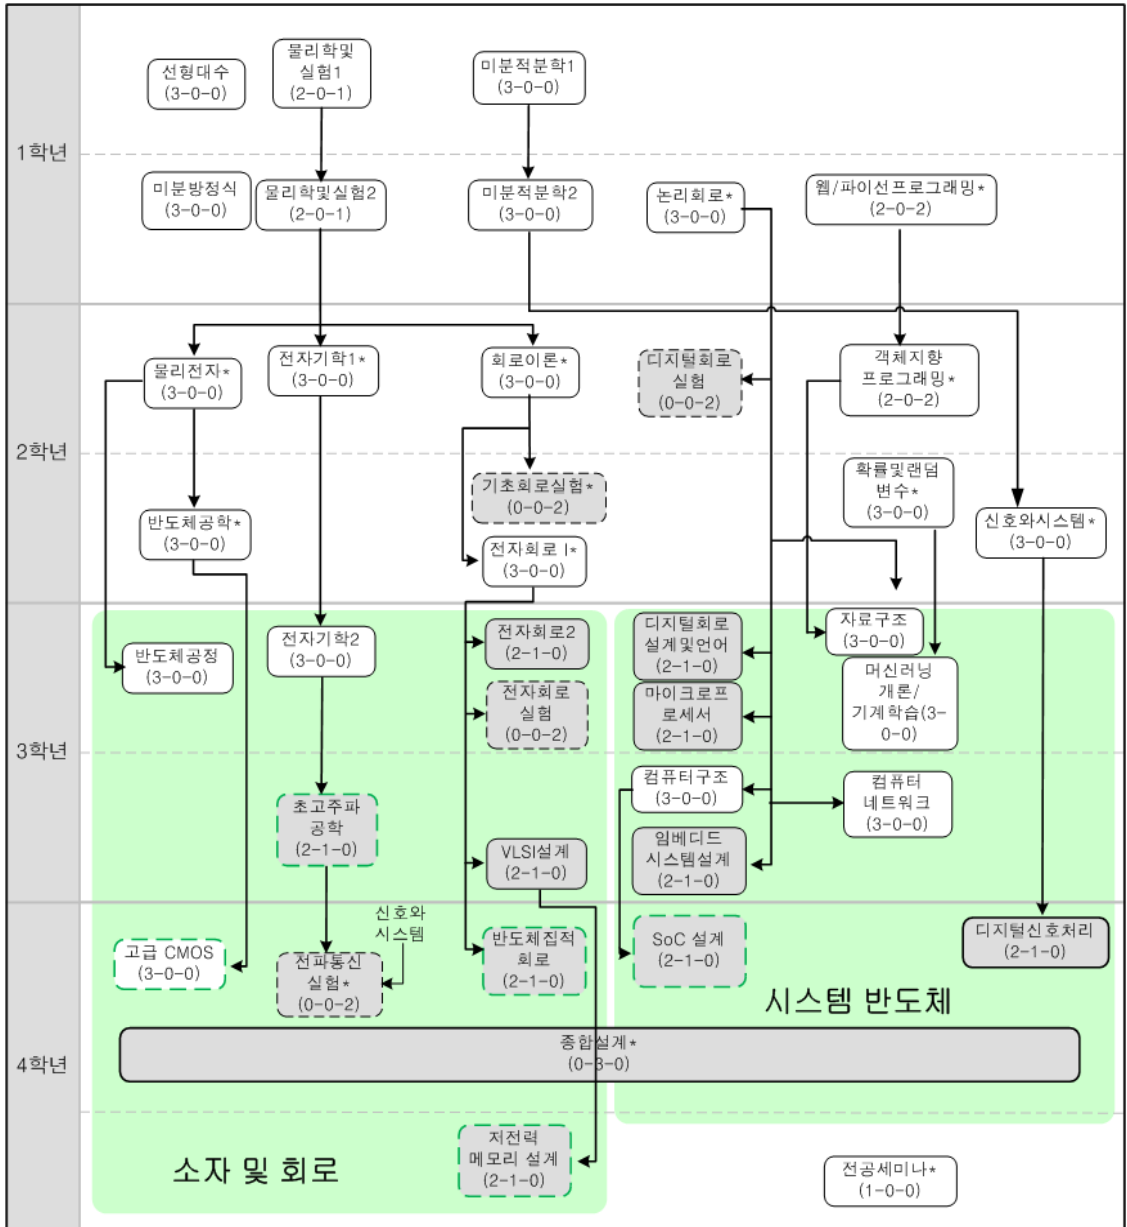 1학년
선형대수
(3-0-0)
물리학및
실험1
(2-0-1)
미분적분학1
(3-0-0)
미분방정식
(3-0-0)
물리학및실험2
(2-0-1)
미분적분학2
(3-0-0)
논리회로*
(3-0-0)
웹/파이선프로그래밍*
(2-0-2)
2학년
물리전자*
(3-0-0)
전자기학1*
(3-0-0)
회로이론*
(3-0-0)
디지털회로
실험
(0-0-2)
객체지향
프로그래밍*
(2-0-2)
반도체공학*
(3-0-0)
기초회로실험*
(0-0-2)
전자회로 I*
(3-0-0)
확률및랜덤
변수*
(3-0-0)
신호와시스템*
(3-0-0)
3학년
반도체공정
(3-0-0)
전자기학2
(3-0-0)
전자회로2
(2-1-0)
전자회로
실험
(0-0-2)
디지털회로
설계및언어
(2-1-0)
마이크로프
로세서
(2-1-0)
자료구조
(3-0-0)
머신러닝
개론/
기계학습(3-
0-0)
초고주파
공학
(2-1-0)
VLSI설계
(2-1-0)
컴퓨터구조
(3-0-0)
임베디드
시스템설계
(2-1-0)
컴퓨터
네트워크
(3-0-0)
4학년
고급 CMOS
(3-0-0)
신호와
시스템
전파통신
실험*
(0-0-2)
반도체집적
회로
(2-1-0)
SoC 설계
(2-1-0)
디지털신호처리
(2-1-0)
시스템 반도체
종합설계*
(0-3-0)
소자 및 회로
저전력
메모리 설계
(2-1-0)
전공세미나*
(1-0-0)